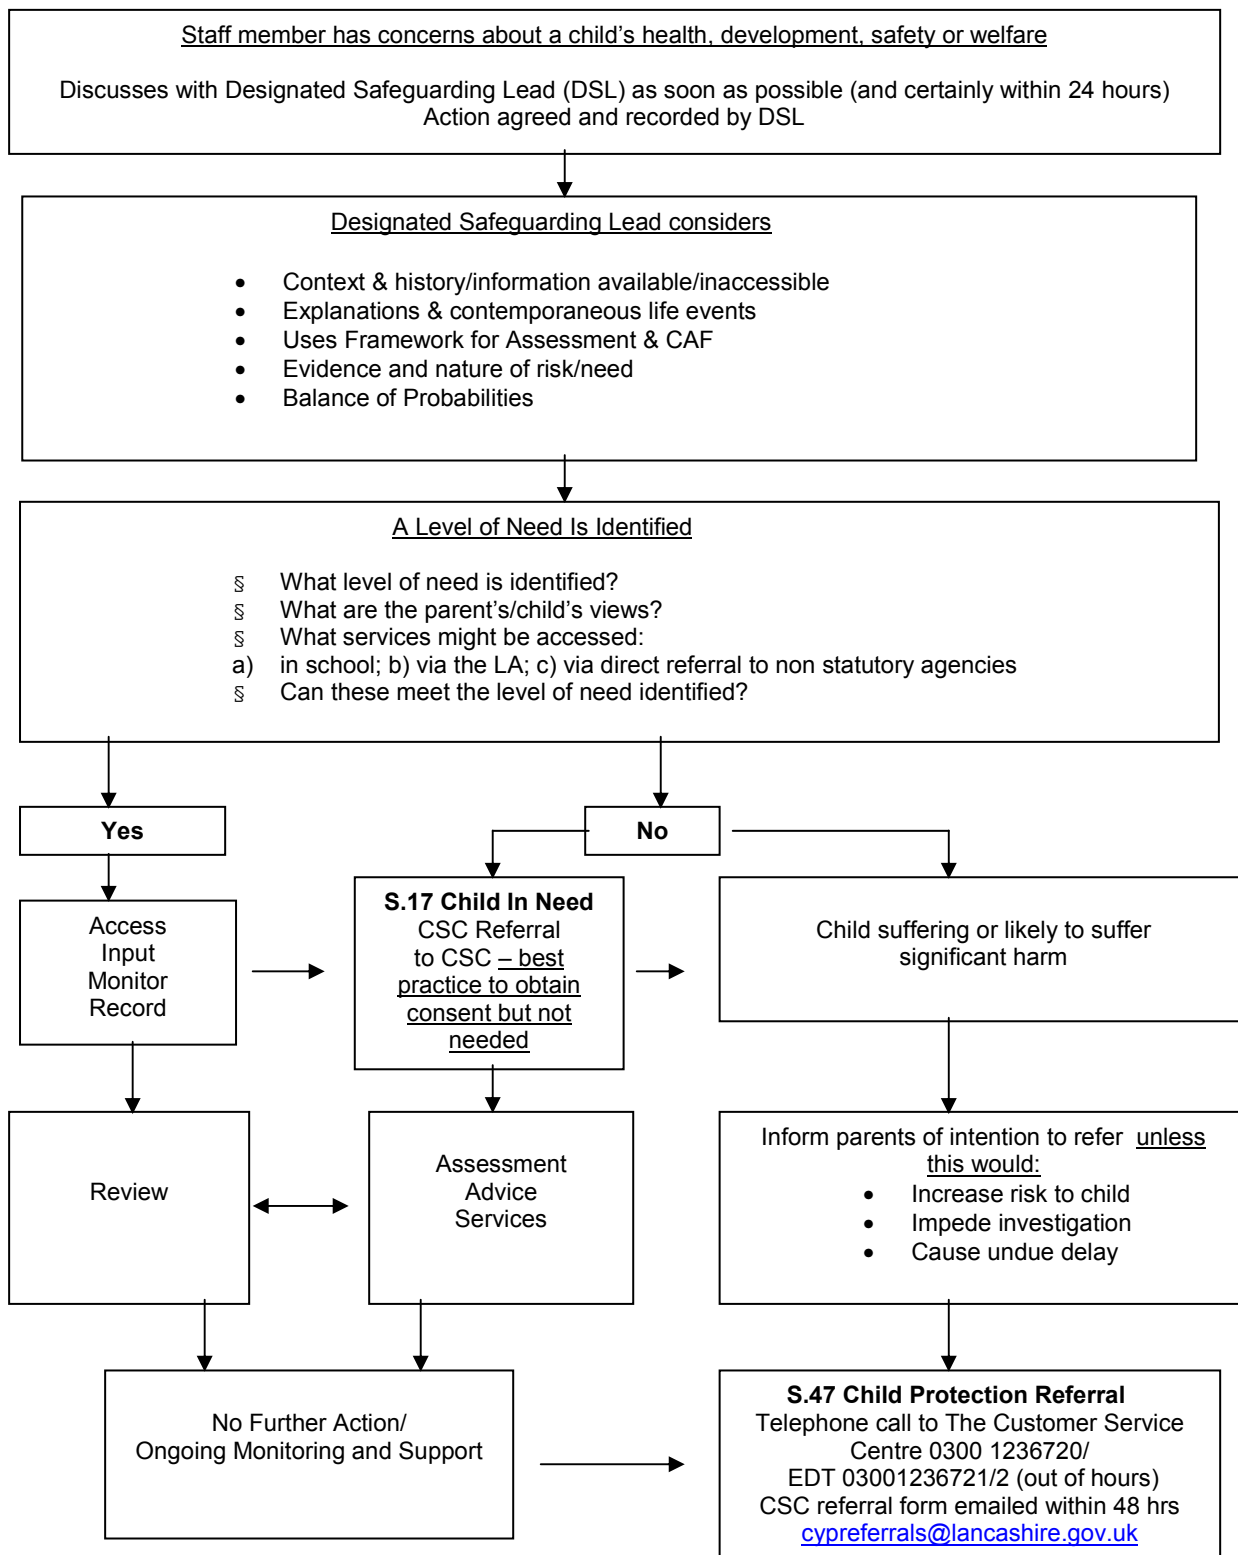 Staff member has concerns about a child's health, development, safety or welfare
Discusses with Designated Safeguarding Lead (DSL) as soon as possible (and certainly within 24 hours)
Action agreed and recorded by DSL
Designated Safeguarding Lead considers
• Context & history/information available/inaccessible
• Explanations & contemporaneous life events
• Uses Framework for Assessment & CAF
• Evidence and nature of risk/need
• Balance of Probabilities
A Level of Need Is Identified
§ What level of need is identified?
§ What are the parent's/child's views?
§ What services might be accessed:
a) in school; b) via the LA; c) via direct referral to non statutory agencies
§ Can these meet the level of need identified?
Yes
No
Access
Input
Monitor
Record
S.17 Child In Need
CSC Referral
to CSC – best
practice to obtain
consent but not
needed
Child suffering or likely to suffer
significant harm
Review
Assessment
Advice
Services
Inform parents of intention to refer unless
this would:
• Increase risk to child
• Impede investigation
• Cause undue delay
No Further Action/
Ongoing Monitoring and Support
S.47 Child Protection Referral
Telephone call to The Customer Service
Centre 0300 1236720/
EDT 03001236721/2 (out of hours)
CSC referral form emailed within 48 hrs
cypreferrals@lancashire.gov.uk